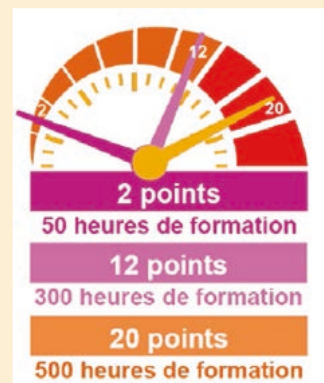 2
12
20
2 points
50 heures de formation
12 points
300 heures de formation
20 points
500 heures de formation